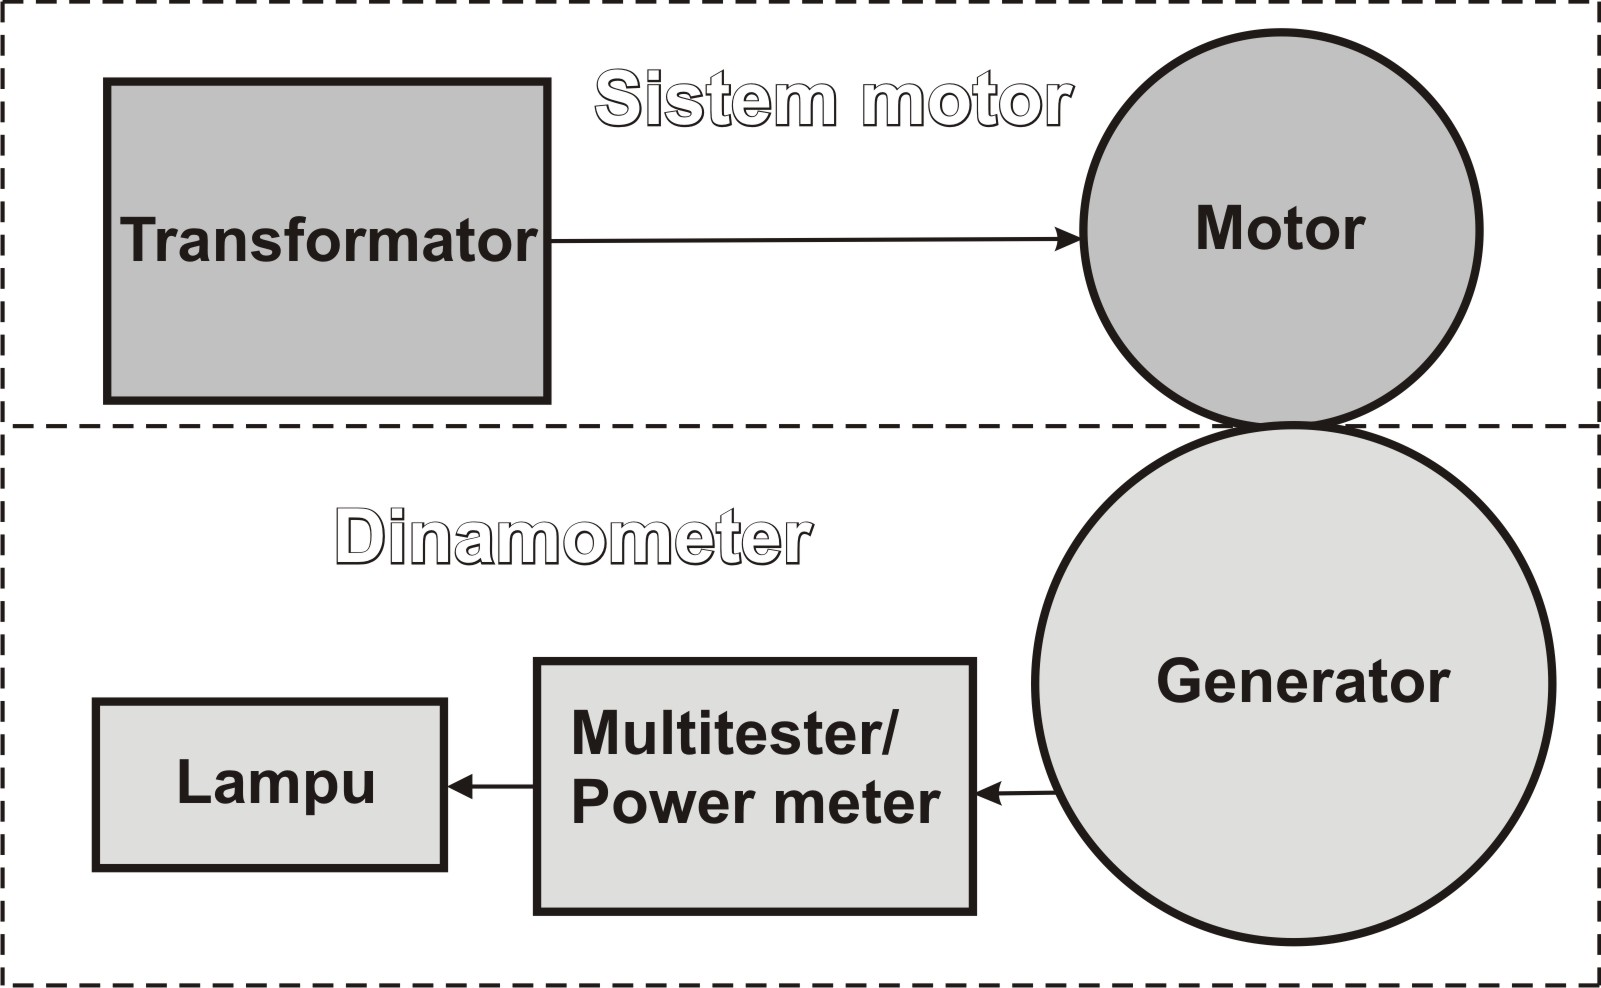 Sistem motor
Transformator
Motor
Dinamometer
Generator
Multitester/
Power meter
Lampu